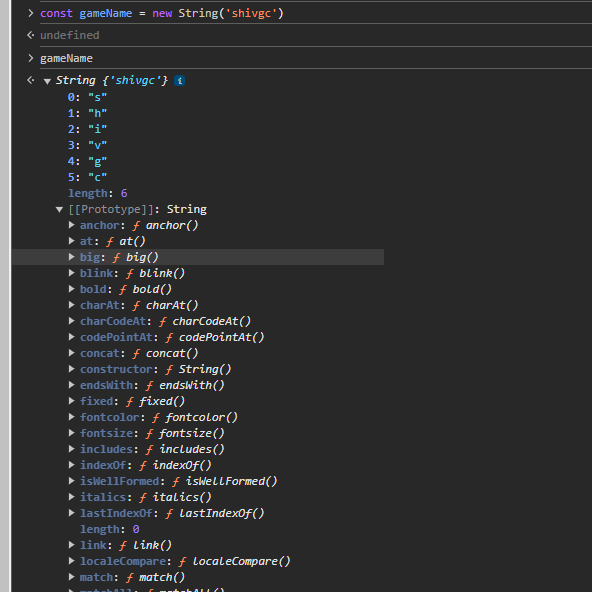 > const gameName = new String('shivgc')
<· undefined
> gameName
<· ▼ String {'shivgc'} i
0: "s"
1: "h"
2: "i"
3: "v"
4: "g"
5: "c"
length: 6
▼ [[Prototype]]: String
▶ anchor: ƒ anchor()
▶ at: ƒ at()
▶ big: ƒ big()
▶ blink: ƒ blink()
▶ bold: ƒ bold()
▶ charAt: ƒ charAt()
▶ charCodeAt: ƒ charCodeAt()
▶ codePointAt: ƒ codePointAt()
▶ concat: ƒ concat()
▶ constructor: ƒ String()
▶ endsWith: ƒ endsWith()
▶ fixed: ƒ fixed()
▶ fontcolor: ƒ fontcolor()
▶ fontsize: ƒ fontsize()
▶ includes: ƒ includes()
▶ indexOf: ƒ indexOf()
▶ isWellFormed: ƒ isWellFormed()
▶ italics: ƒ italics()
▶ lastIndexOf: ƒ lastIndexOf()
length: 0
▶ link: ƒ link()
▶ localeCompare: ƒ localeCompare()
▶ match: ƒ match()
▶ matchAll: ƒ matchAll()